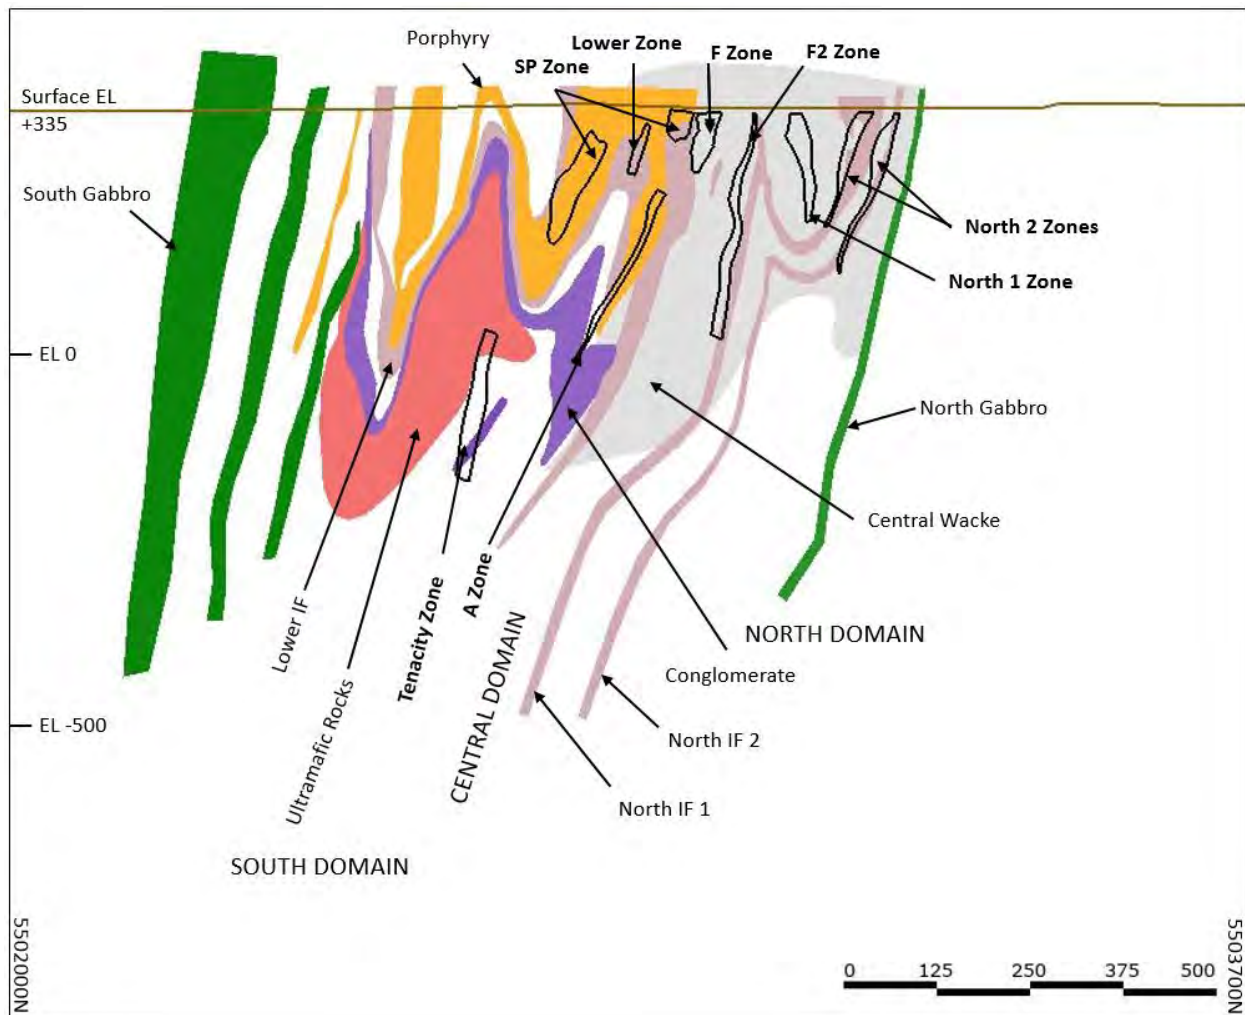 Porphyry
Lower Zone
SP Zone
F Zone
F2 Zone
Surface EL
+335
South Gabbro
North 2 Zones
North 1 Zone
EL 0
North Gabbro
Central Wacke
Lower IF
Ultramafic Rocks
Tenacity Zone
A Zone
CENTRAL DOMAIN
NORTH DOMAIN
Conglomerate
EL -500
North IF 2
North IF 1
SOUTH DOMAIN
5502000N
5503700N
0 125 250 375 500